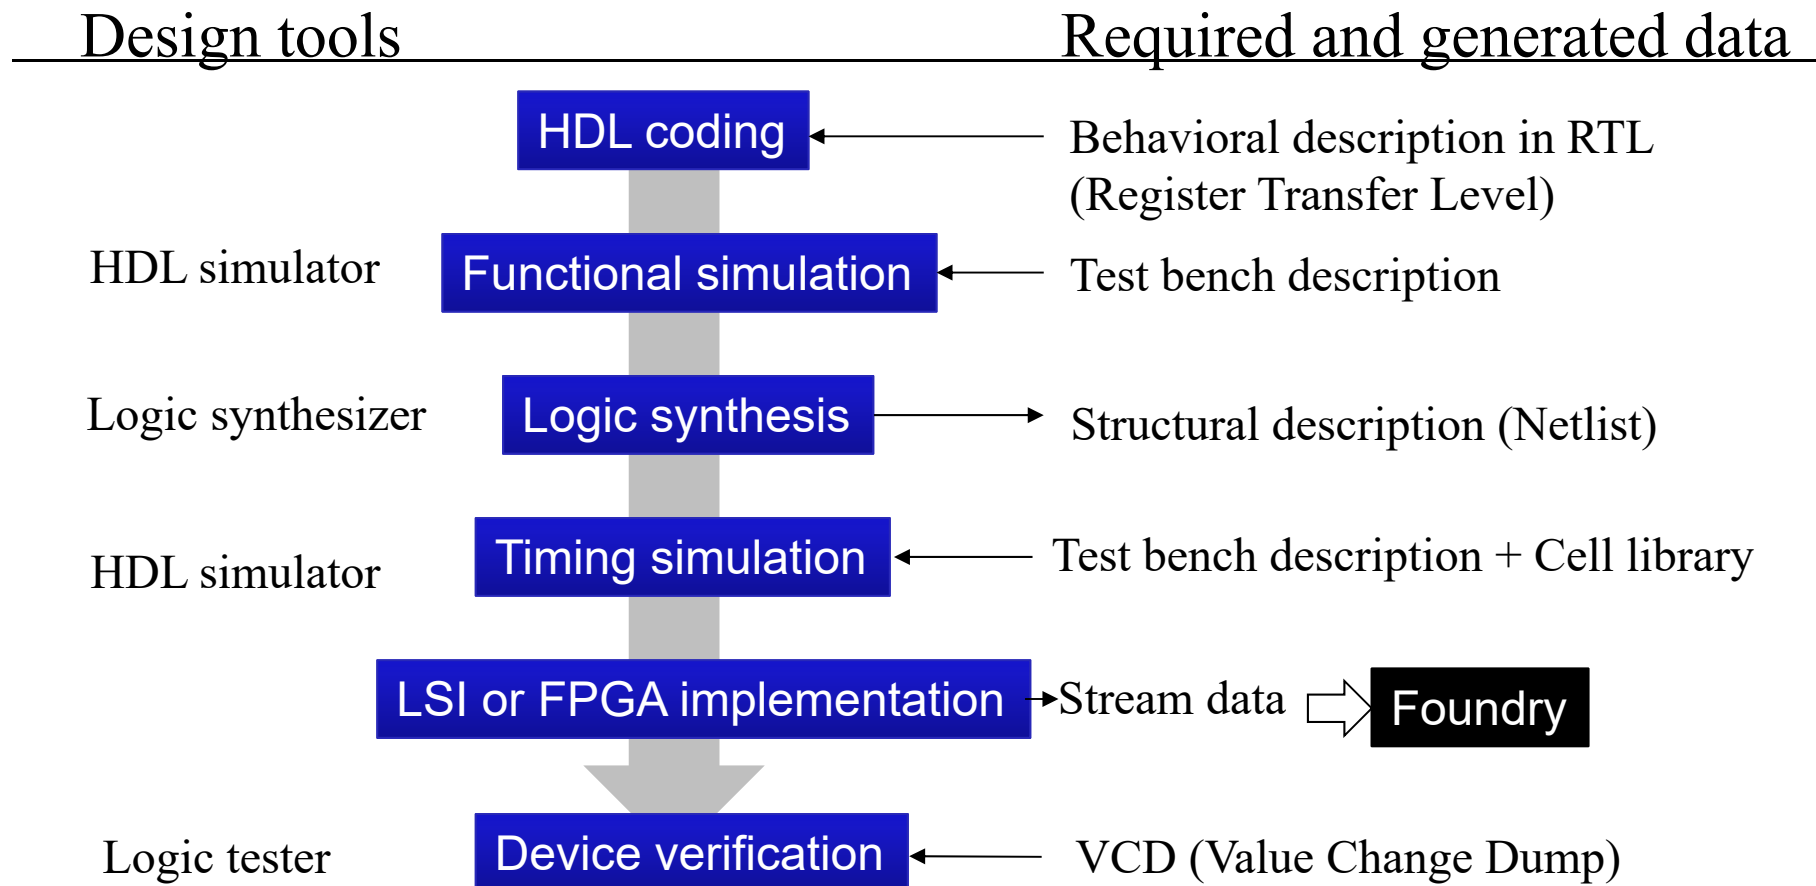 Design tools
Required and generated data
HDL coding
Behavioral description in RTL
(Register Transfer Level)
HDL simulator
Functional simulation
Test bench description
Logic synthesizer
Logic synthesis
Structural description (Netlist)
HDL simulator
Timing simulation
Test bench description + Cell library
LSI or FPGA implementation
Stream data
Foundry
Logic tester
Device verification
VCD (Value Change Dump)